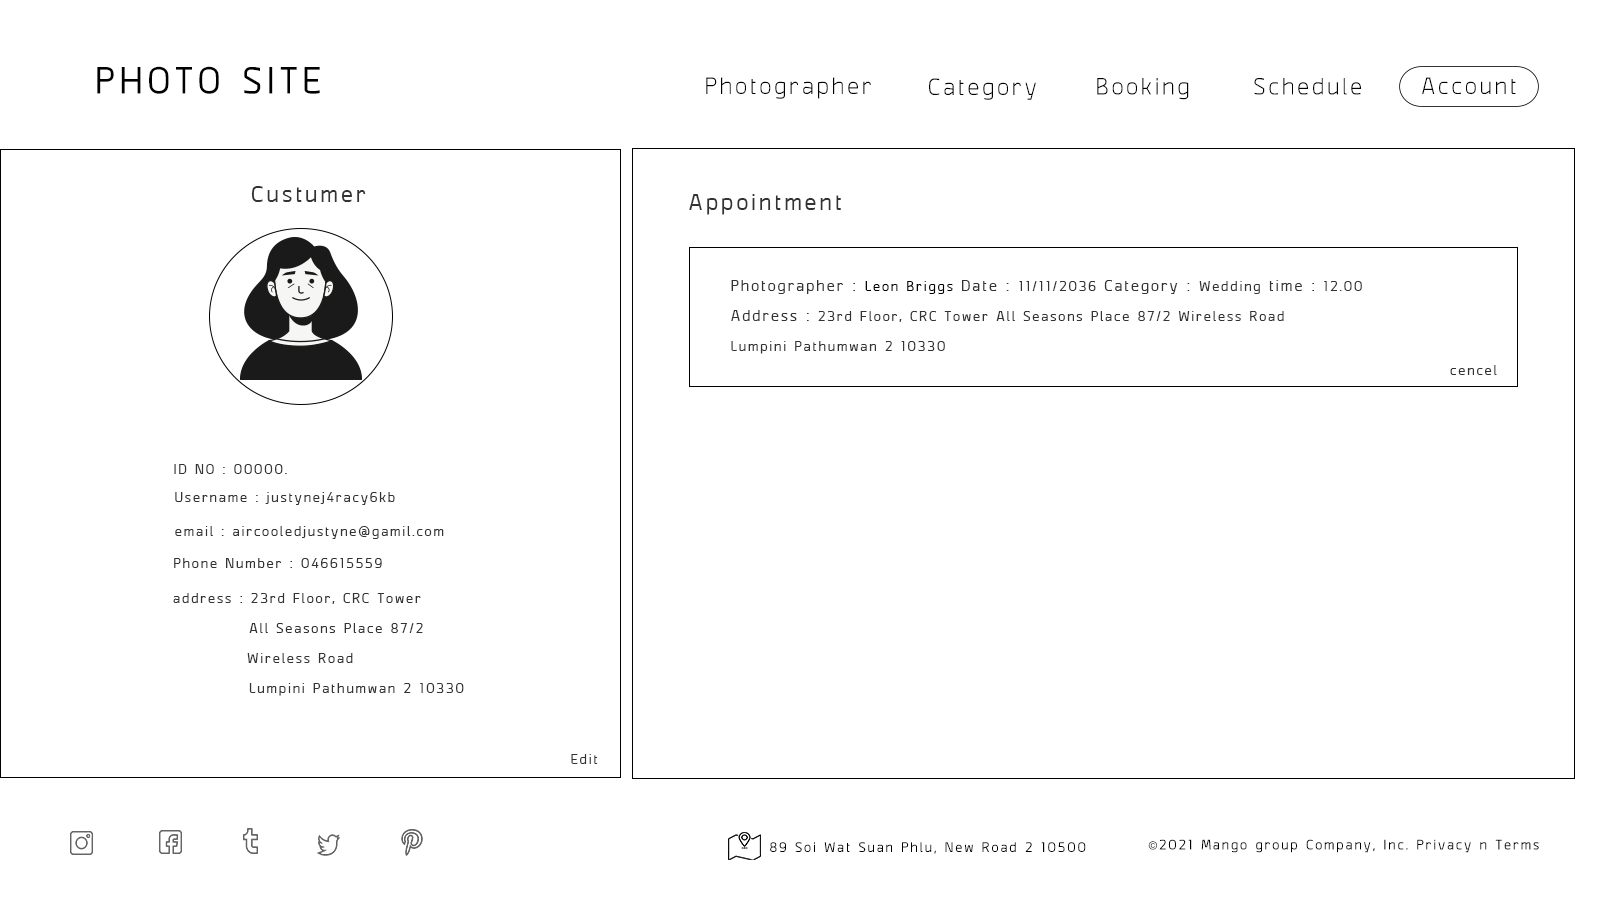 PHOTO SITE
Photographer Category Booking Schedule Account
Custumer
ID NO : 00000.
Username : justynej4racy6kb
email : aircooledjustyne@gamil.com
Phone Number : 046615559
address : 23rd Floor, CRC Tower
All Seasons Place 87/2
Wireless Road
Lumpini Pathumwan 2 10330
Edit
Appointment
Photographer : Leon Briggs Date : 11/11/2036 Category : Wedding time : 12.00
Address : 23rd Floor, CRC Tower All Seasons Place 87/2 Wireless Road
Lumpini Pathumwan 2 10330
cencel
89 Soi Wat Suan Phlu, New Road 2 10500
©2021 Mango group Company, Inc. Privacy n Terms